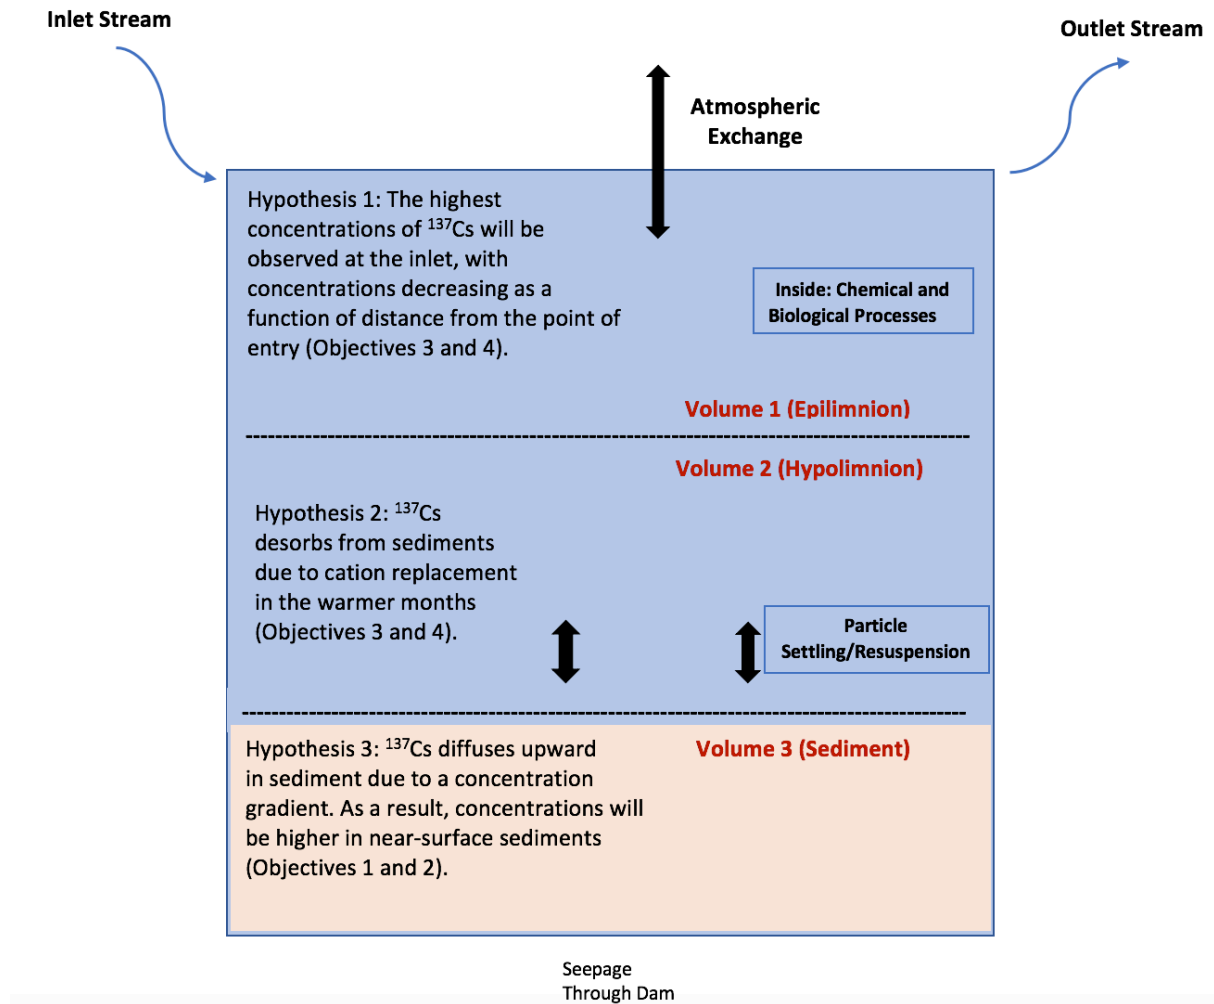 Inlet Stream
Outlet Stream
Atmospheric
Exchange
Hypothesis 1: The highest
concentrations of ¹³⁷Cs will be
observed at the inlet, with
concentrations decreasing as a
function of distance from the point of
entry (Objectives 3 and 4).
Inside: Chemical and
Biological Processes
Volume 1 (Epilimnion)
Volume 2 (Hypolimnion)
Hypothesis 2: ¹³⁷Cs
desorbs from sediments
due to cation replacement
in the warmer months
(Objectives 3 and 4).
Particle
Settling/Resuspension
Hypothesis 3: ¹³⁷Cs diffuses upward
in sediment due to a concentration
gradient. As a result, concentrations will
be higher in near-surface sediments
(Objectives 1 and 2).
Volume 3 (Sediment)
Seepage
Through Dam